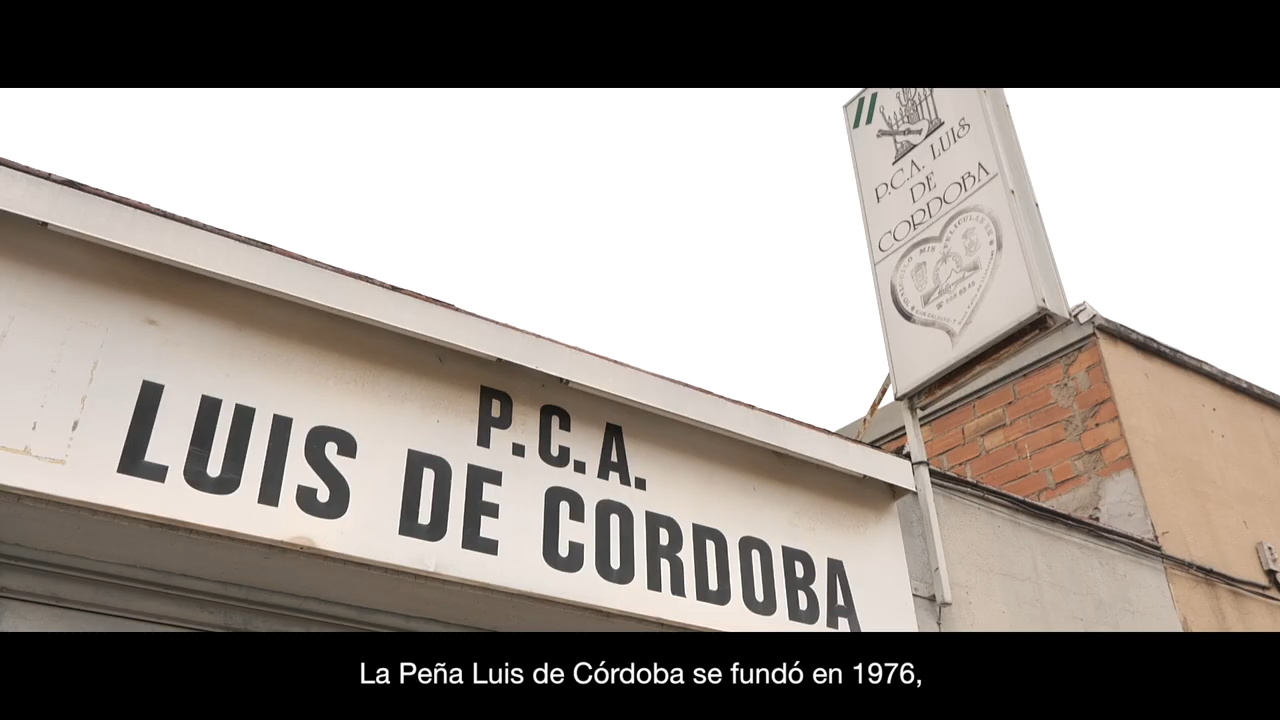 P.C.A. LUIS
DE
CORDOBA
P.C.A.
LUIS DE CORDOBA
La Peña Luis de Córdoba se fundó en 1976,